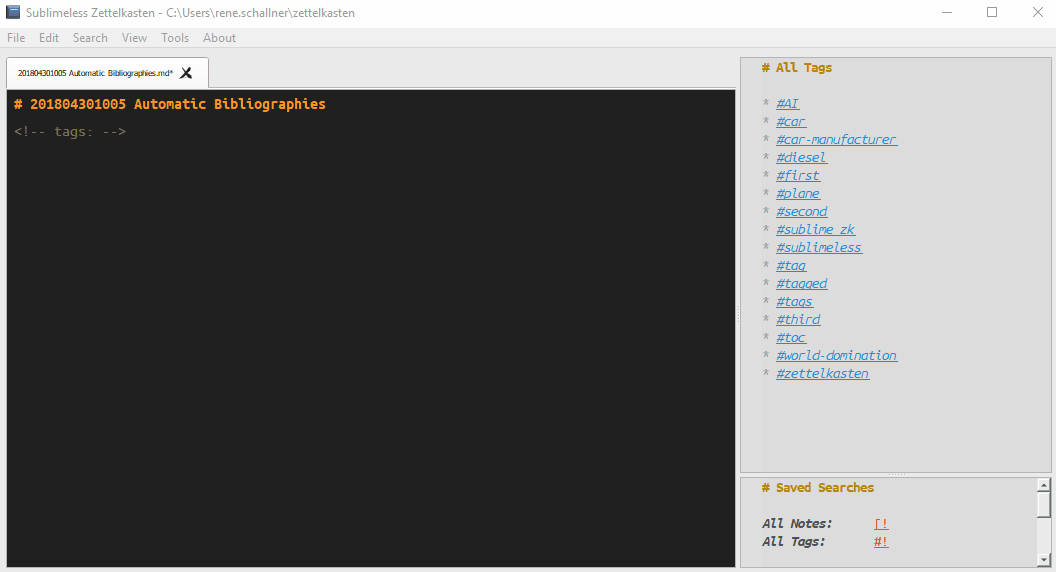 Sublimeless Zettelkasten - C:\Users\rene.schallner\zettelkasten
File Edit Search View Tools About
201804301005 Automatic Bibliographies.md*
# 201804301005 Automatic Bibliographies
<!-- tags: -->
# All Tags
* #AI
* #car
* #car-manufacturer
* #diesel
* #first
* #plane
* #second
* #sublime_zk
* #sublimeless
* #tag
* #tagged
* #tags
* #third
* #toc
* #world-domination
* #zettelkasten
# Saved Searches
All Notes: [!
All Tags: #!